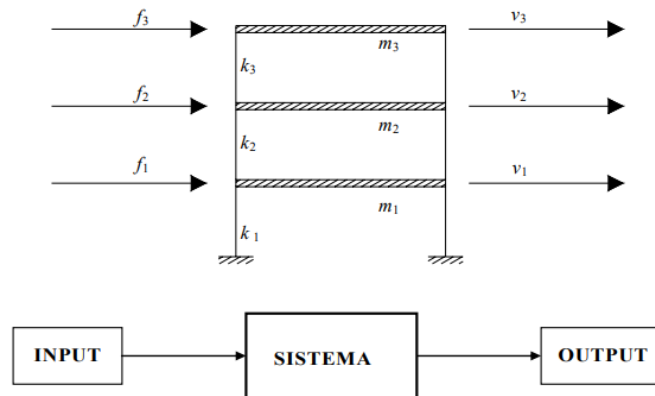 f3 v3
m3
k3
f2 v2
m2
k2
f1 v1
m1
k1
INPUT SISTEMA OUTPUT